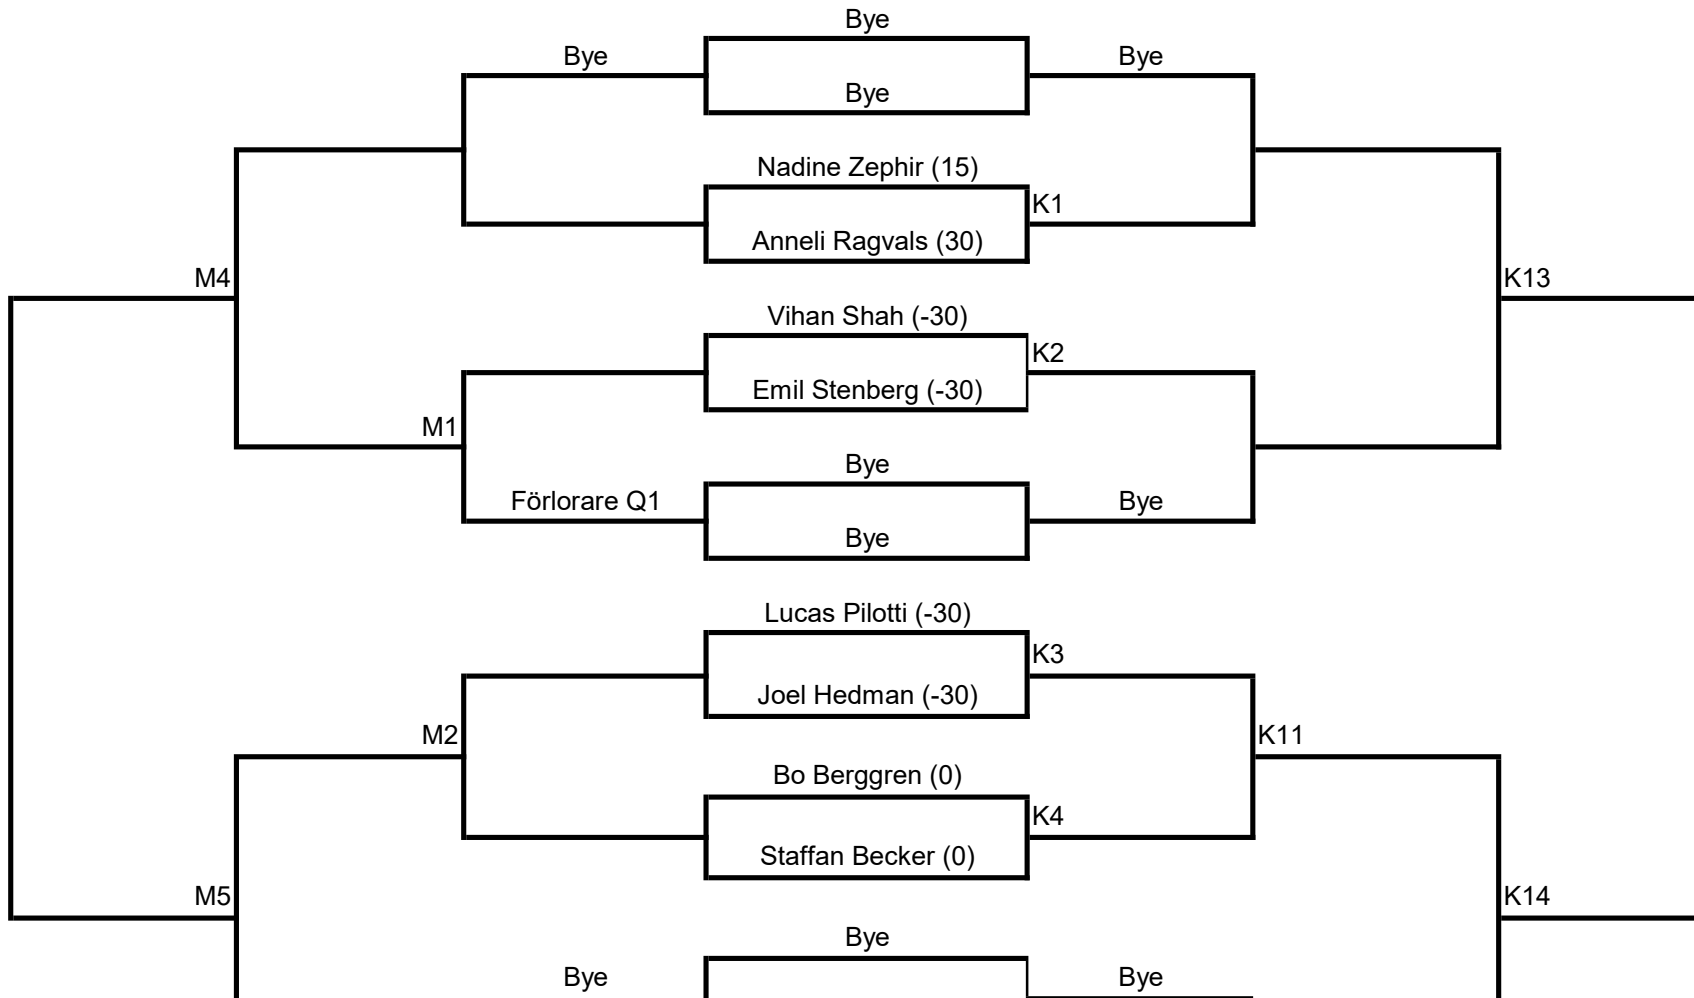 Bye
Bye
Bye
Bye
Nadine Zephir (15)
K1
Anneli Ragvals (30)
M4
K13
Vihan Shah (-30)
K2
Emil Stenberg (-30)
M1
Bye
Förlorare Q1
Bye
Bye
Lucas Pilotti (-30)
K3
Joel Hedman (-30)
M2
K11
Bo Berggren (0)
K4
Staffan Becker (0)
M5
K14
Bye
Bye
Bye